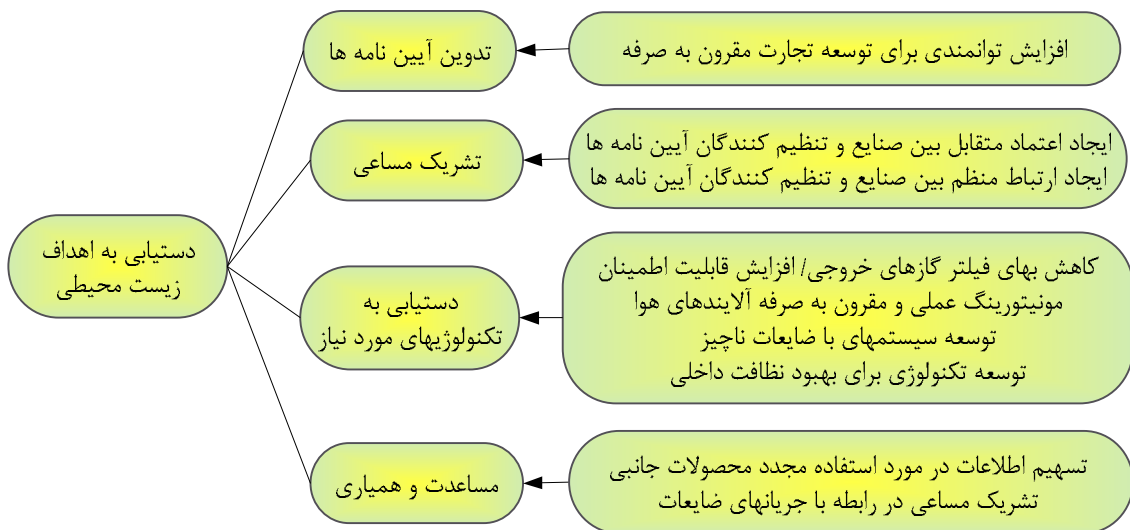 افزایش توانمندی برای توسعه تجارت مقرون به صرفه
تدوین آیین نامه ها
ایجاد اعتماد متقابل بین صنایع و تنظیم کنندگان آیین نامه ها
ایجاد ارتباط منظم بین صنایع و تنظیم کنندگان آیین نامه ها
تشریک مساعی
دستیابی به اهداف
زیست محیطی
کاهش بهای فیلتر گازهای خروجی/ افزایش قابلیت اطمینان
مونیتورینگ عملی و مقرون به صرفه آلایندهای هوا
توسعه سیستمهای با ضایعات ناچیز
توسعه تکنولوژی برای بهبود نظافت داخلی
دستیابی به
تکنولوژیهای مورد نیاز
تسهیم اطلاعات در مورد استفاده مجدد محصولات جانبی
تشریک مساعی در رابطه با جریانهای ضایعات
مساعدت و همیاری